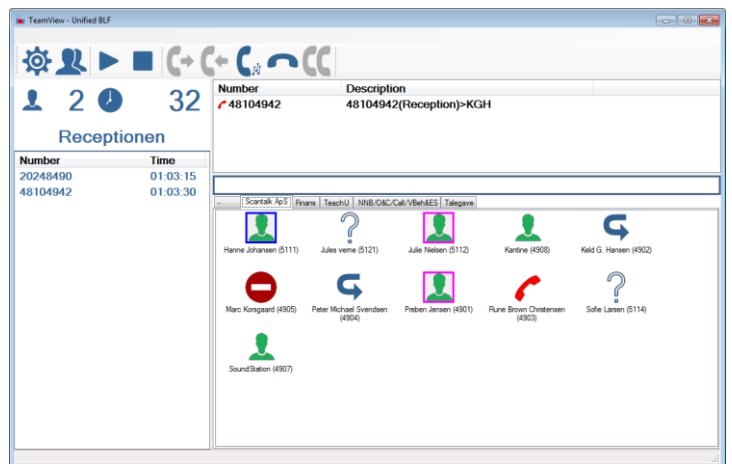 TeamView - Unified BLF
2 32
Receptionen
Number Time
20248490 01:03:15
48104942 01:03:30
Number Description
48104942 48104942(Reception)>KGH
- Scantalk ApS Finans TeachU NNB/O&C/Call/VBeh&ES Talegave
Hanne Johansen (5111) Jules verne (5121) Julie Nielsen (5112) Kantine (4908) Keld G. Hansen (4902)
Marc Korsgaard (4905) Peter Michael Svendsen (4904) Preben Jensen (4901) Rune Brown Christensen (4903) Sofie Larsen (5114)
SoundStation (4907)